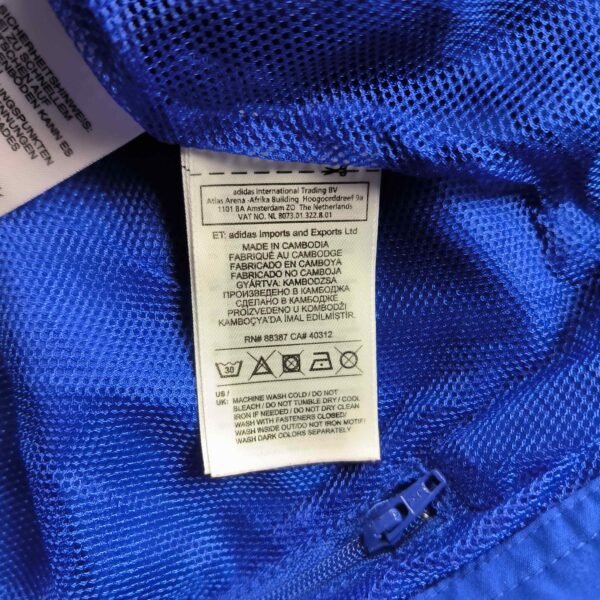 SICHERHEITSHINWEIS:
ZU SCHNELLEM
KANN ES
adidas International Trading BV
Atlas Arena -Afrika Building Hoogoorddreef 9a
1101 BA Amsterdam ZO The Netherlands
VAT NO. NL 8073.01.322.B.01
ET: adidas Imports and Exports Ltd
MADE IN CAMBODIA
FABRIQUÉ AU CAMBODGE
FABRICADO EN CAMBOYA
FABRICADO NO CAMBOJA
GYÁRTVA: KAMBODZSA
ПРОИЗВЕДЕНО В КАМБОДЖА
СДЕЛАНО В КАМБОДЖЕ
PROIZVEDENO U KOMBODŽI
KAMBOÇYA'DA İMAL EDİLMİŞTİR.
RN# 88387 CA# 40312
30
US /
UK: MACHINE WASH COLD / DO NOT
BLEACH / DO NOT TUMBLE DRY / COOL
IRON IF NEEDED / DO NOT DRY CLEAN
WASH WITH FASTENERS CLOSED/
WASH INSIDE OUT/DO NOT IRON MOTIF/
WASH DARK COLORS SEPARATELY